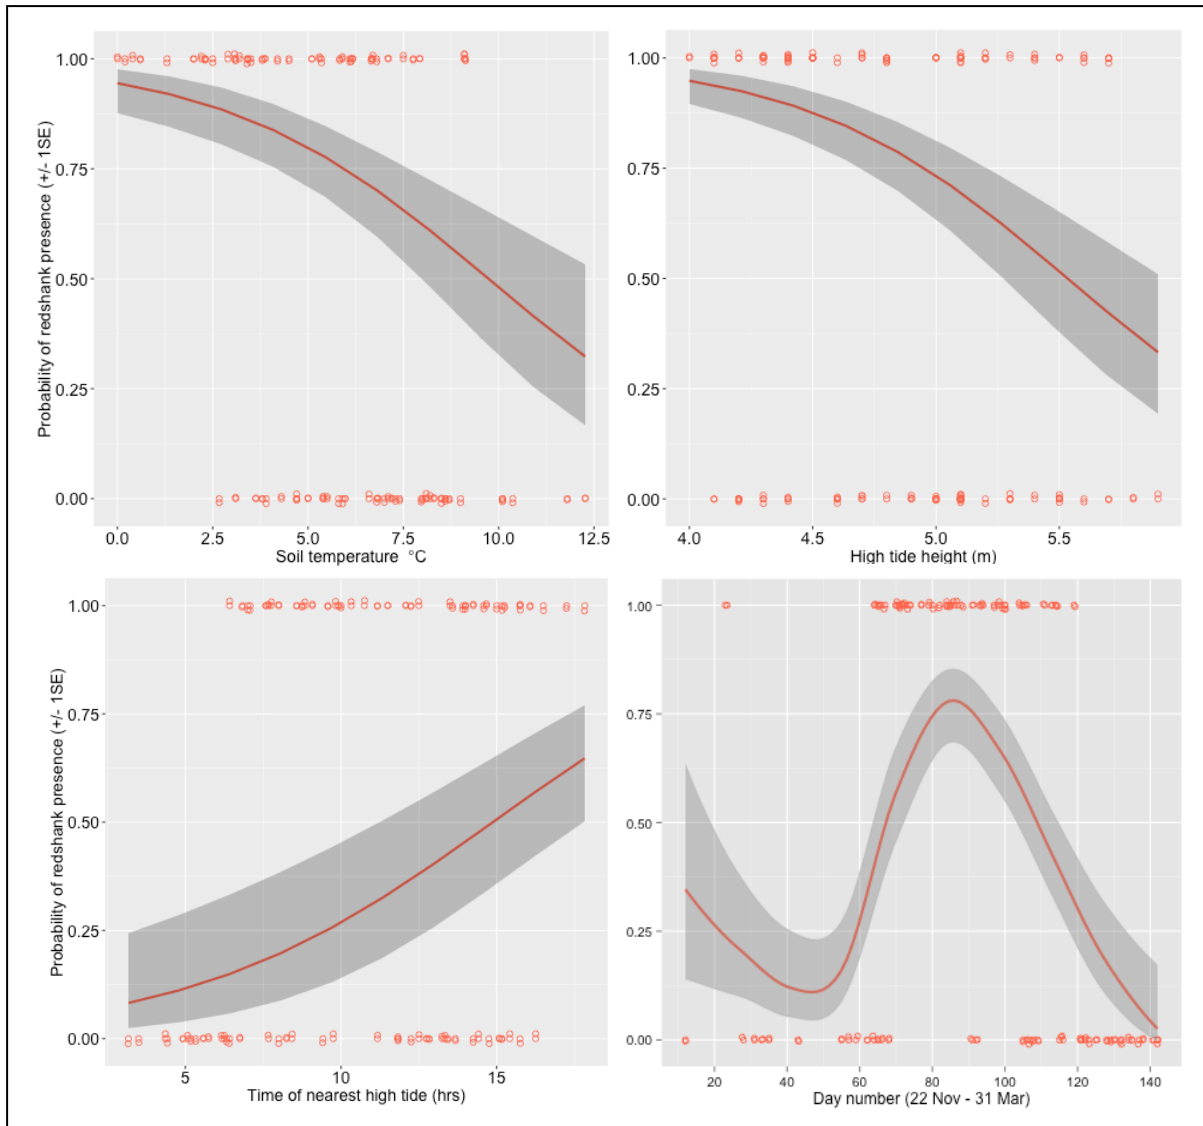 Probability of redshank presence (+/- 1SE)
1.00
0.75
0.50
0.25
0.00
0.0 2.5 5.0 7.5 10.0 12.5
Soil temperature °C
1.00
0.75
0.50
0.25
0.00
4.0 4.5 5.0 5.5
High tide height (m)
Probability of redshank presence (+/- 1SE)
1.00
0.75
0.50
0.25
0.00
5 10 15
Time of nearest high tide (hrs)
1.00
0.75
0.50
0.25
0.00
20 40 60 80 100 120 140
Day number (22 Nov - 31 Mar)